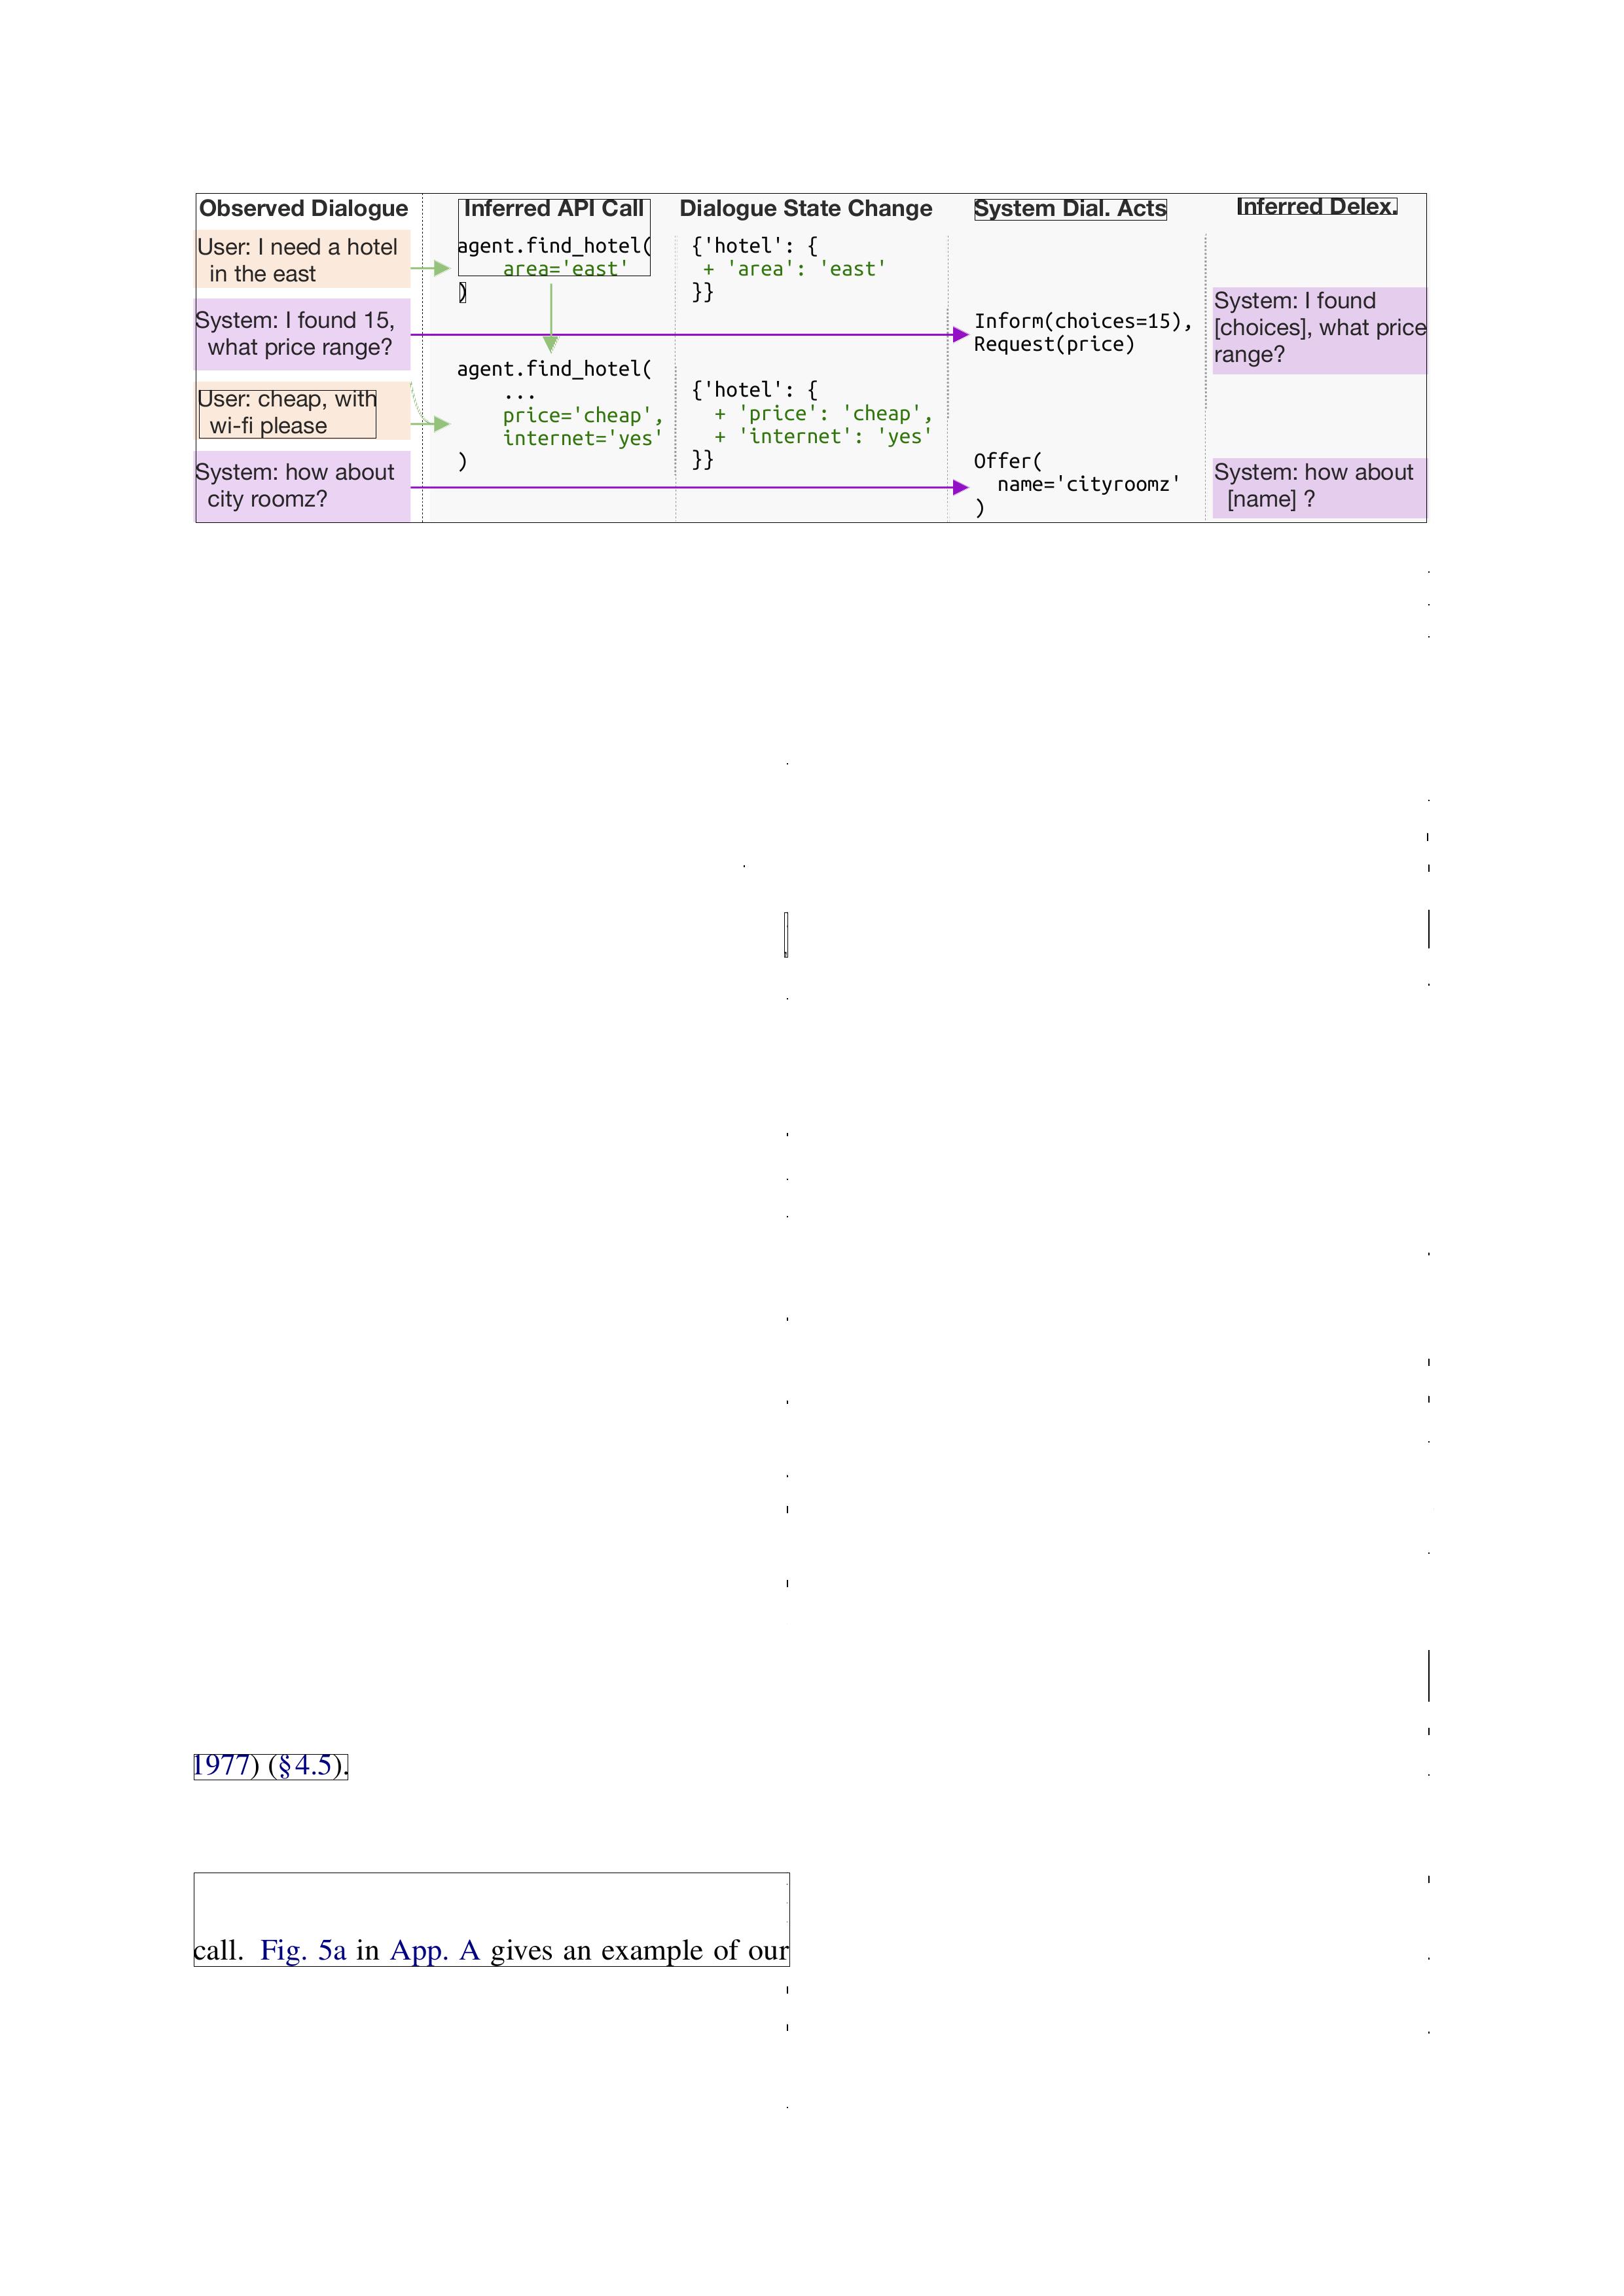 Observed Dialogue
User: I need a hotel
in the east
System: I found 15,
what price range?
User: cheap, with
wi-fi please
System: how about
city roomz?
Inferred API Call
agent.find_hotel(
area='east'
)
agent.find_hotel(
...
price='cheap',
internet='yes'
)
Dialogue State Change
{'hotel': {
+ 'area': 'east'
}}
{'hotel': {
+ 'price': 'cheap',
+ 'internet': 'yes'
}}
System Dial. Acts
Inform(choices=15),
Request(price)
Offer(
name='cityroomz'
)
Inferred Delex.
System: I found
[choices], what price
range?
System: how about
[name] ?
1977) (§4.5).
call. Fig. 5a in App. A gives an example of our